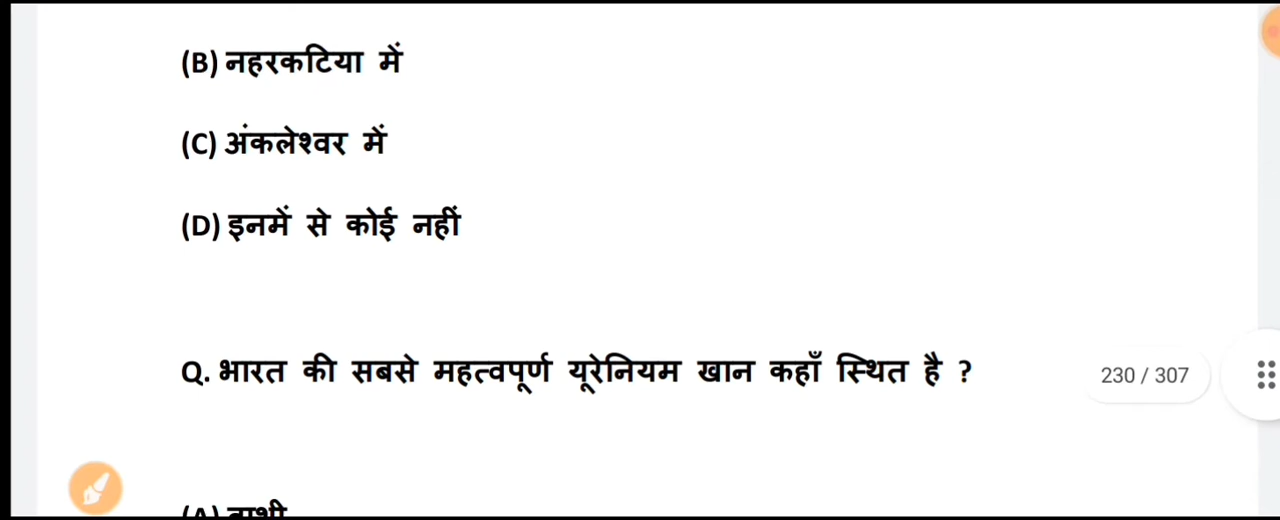 (B) नहरकटिया में
(C) अंकलेश्वर में
(D) इनमें से कोई नहीं
Q. भारत की सबसे महत्वपूर्ण यूरेनियम खान कहाँ स्थित है ?
230 / 307
(A)